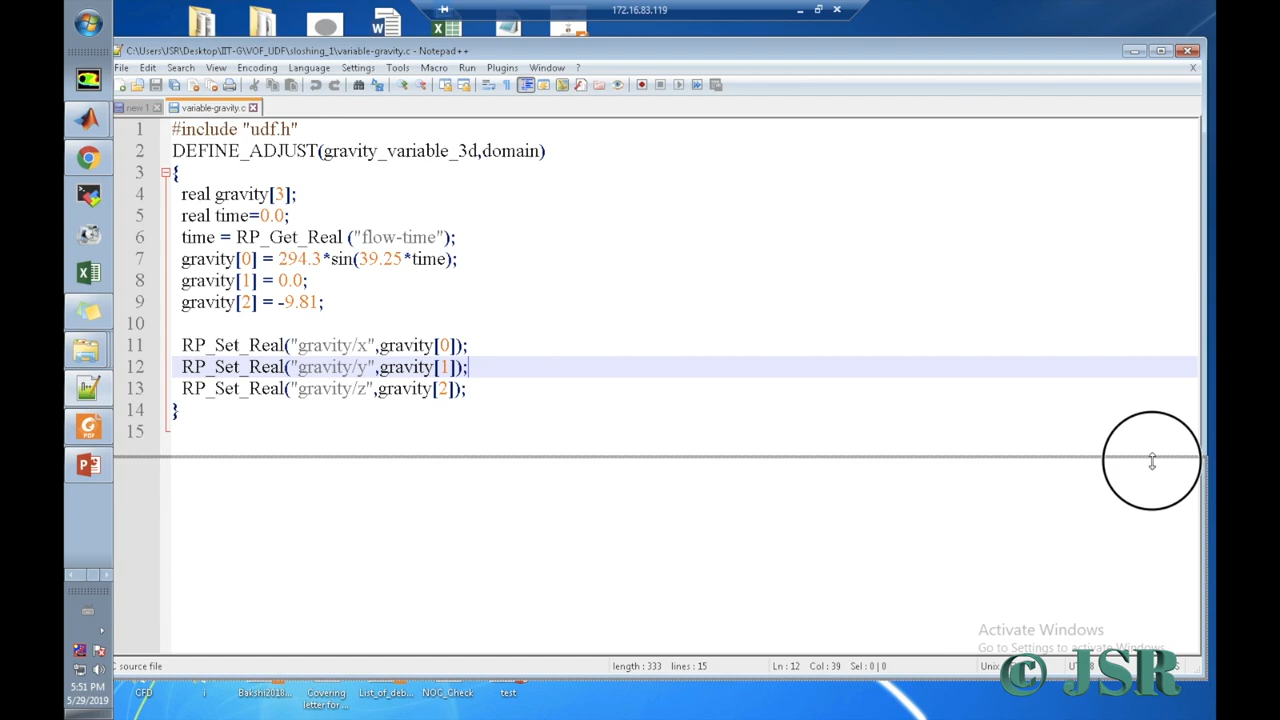 172.16.83.119
C:\Users\JSR\Desktop\IIT-G\VOF_UDF\sloshing_1\variable-gravity.c - Notepad++
File Edit Search View Encoding Language Settings Tools Macro Run Plugins Window ? X
new 1 variable-gravity.c
1 #include "udf.h"
2 DEFINE_ADJUST(gravity_variable_3d,domain)
3 {
4 real gravity[3];
5 real time=0.0;
6 time = RP_Get_Real ("flow-time");
7 gravity[0] = 294.3*sin(39.25*time);
8 gravity[1] = 0.0;
9 gravity[2] = -9.81;
10
11 RP_Set_Real("gravity/x",gravity[0]);
12 RP_Set_Real("gravity/y",gravity[1]);
13 RP_Set_Real("gravity/z",gravity[2]);
14 }
15
Activate Windows
Go to Settings to activate Windows.
© JSR
C source file length : 333 lines : 15 Ln : 12 Col : 39 Sel : 0 | 0
5:51 PM
5/29/2019
CFD
Bakshi2018...
Covering letter for ...
List_of_deb...
NOC_Check
test